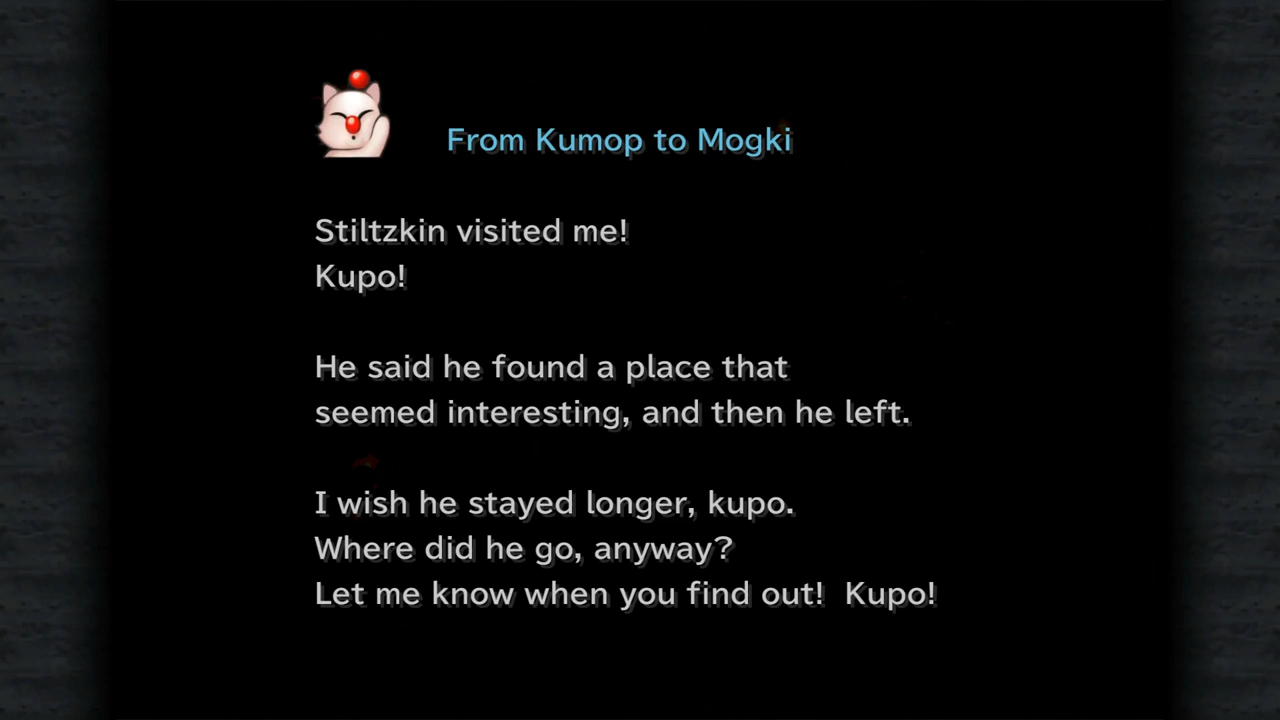 From Kumop to Mogki
Stiltzkin visited me!
Kupo!
He said he found a place that
seemed interesting, and then he left.
I wish he stayed longer, kupo.
Where did he go, anyway?
Let me know when you find out!  Kupo!